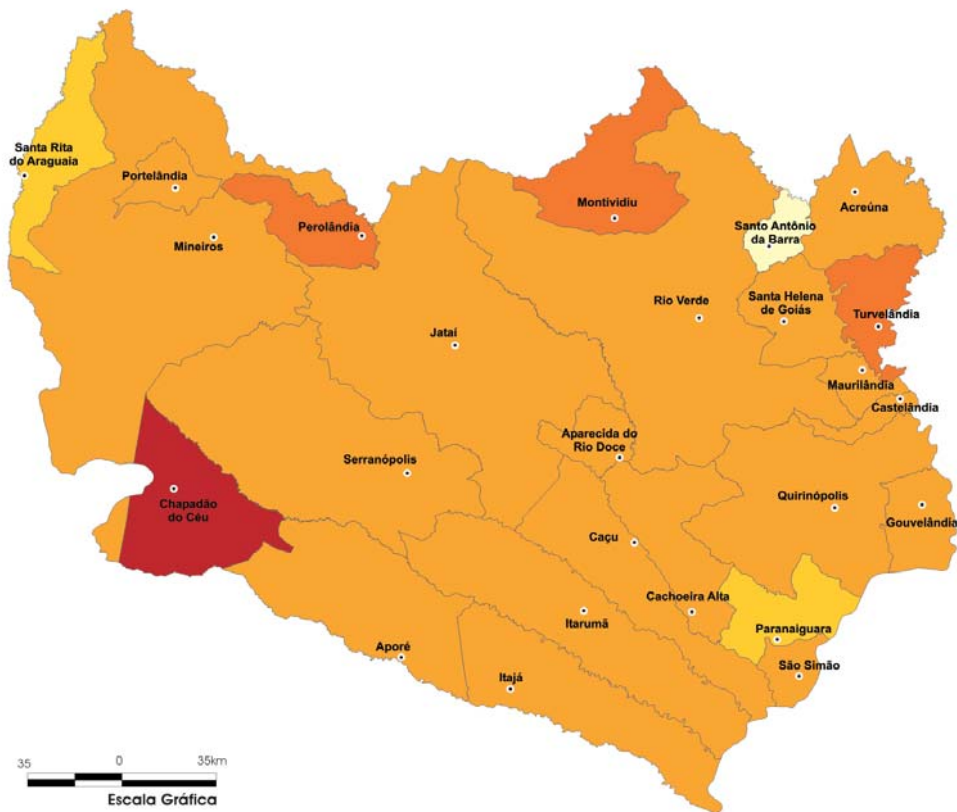 Santa Rita
do Araguaia
Portelândia
Mineiros
Perolândia
Montividiu
Santo Antônio
da Barra
Acreúna
Rio Verde
Santa Helena
de Goiás
Turvelândia
Jataí
Maurilândia
Castelândia
Aparecida do
Rio Doce
Serranópolis
Chapadão
do Céu
Quirinópolis
Gouvelândia
Caçu
Cachoeira Alta
Itarumã
Paranaiguara
Aporé
Itajá
São Simão
35 0 35km
Escala Gráfica